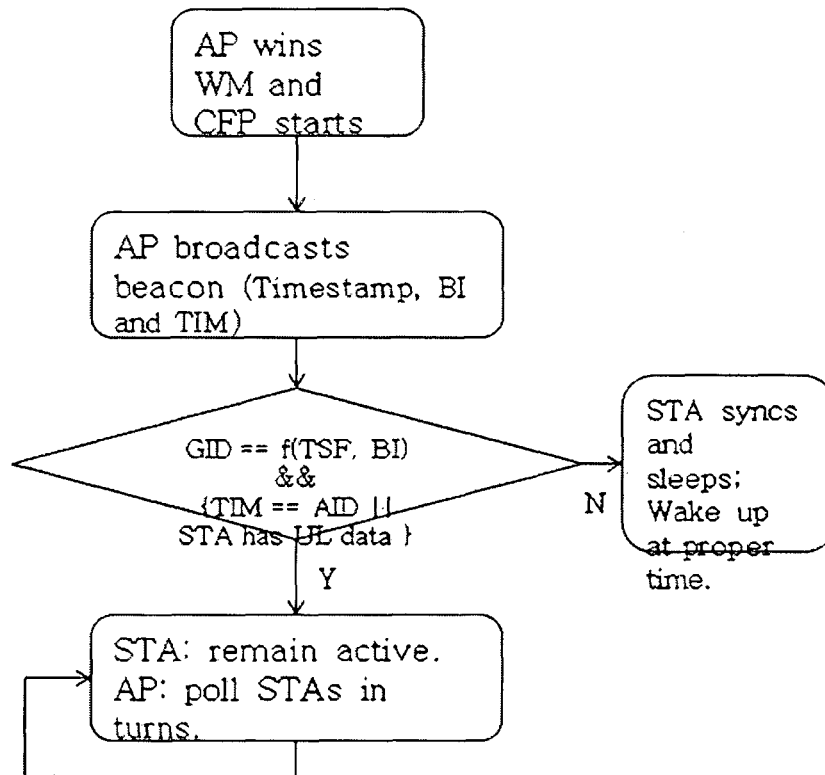 AP wins
WM and
CFP starts
AP broadcasts
beacon (Timestamp, BI
and TIM)
GID == f(TSF, BI)
&&
{TIM == AID ||
STA has UL data }
N
STA syncs
and
sleeps;
Wake up
at proper
time.
Y
STA: remain active.
AP: poll STAs in
turns.